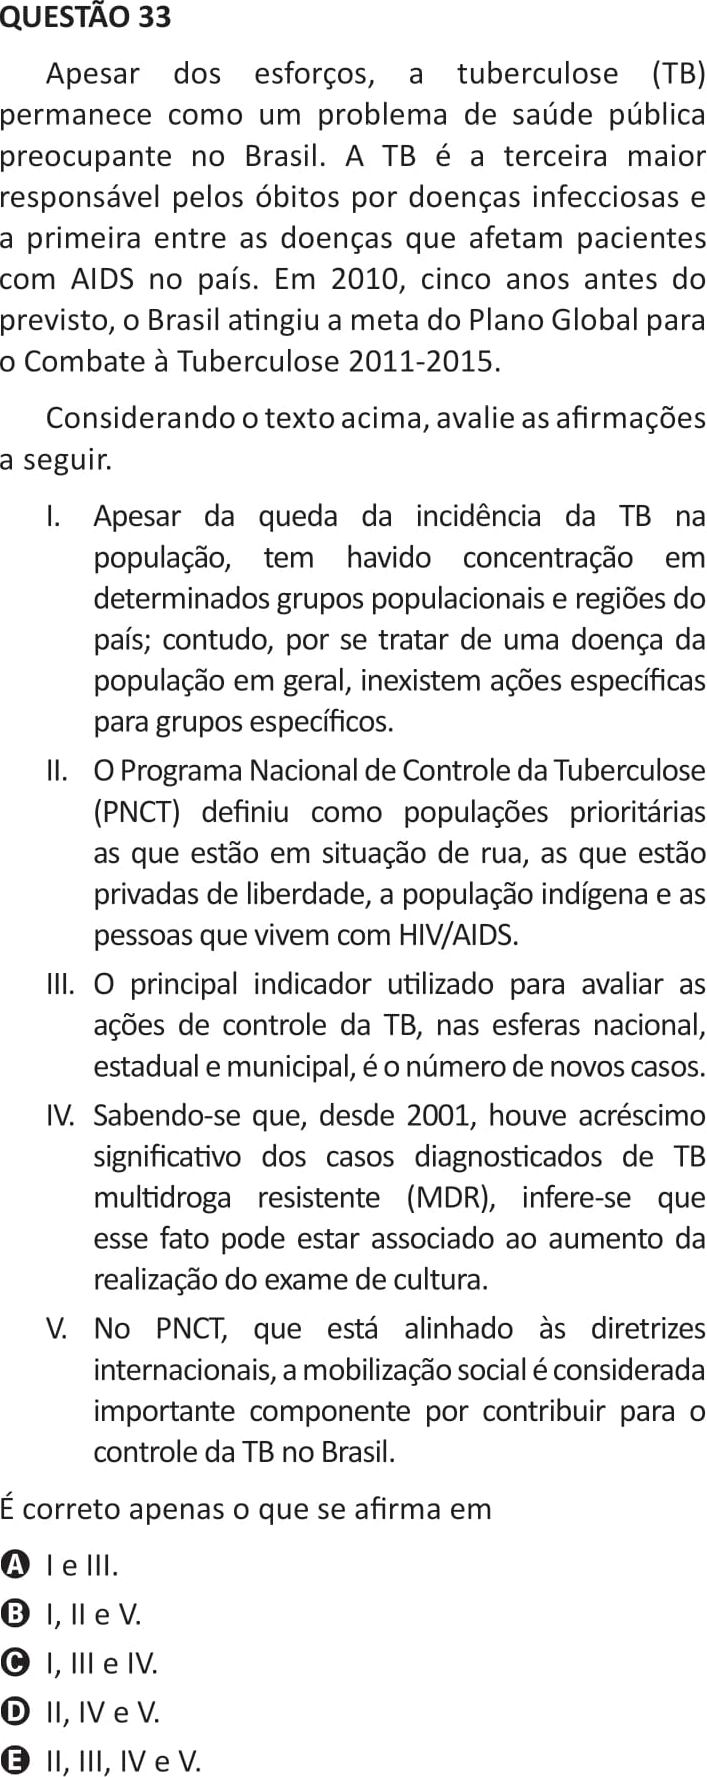 QUESTÃO 33
Apesar dos esforços, a tuberculose (TB)
permanece como um problema de saúde pública
preocupante no Brasil. A TB é a terceira maior
responsável pelos óbitos por doenças infecciosas e
a primeira entre as doenças que afetam pacientes
com AIDS no país. Em 2010, cinco anos antes do
previsto, o Brasil atingiu a meta do Plano Global para
o Combate à Tuberculose 2011-2015.
Considerando o texto acima, avalie as afirmações
a seguir.
I. Apesar da queda da incidência da TB na
população, tem havido concentração em
determinados grupos populacionais e regiões do
país; contudo, por se tratar de uma doença da
população em geral, inexistem ações específicas
para grupos específicos.
II. O Programa Nacional de Controle da Tuberculose
(PNCT) definiu como populações prioritárias
as que estão em situação de rua, as que estão
privadas de liberdade, a população indígena e as
pessoas que vivem com HIV/AIDS.
III. O principal indicador utilizado para avaliar as
ações de controle da TB, nas esferas nacional,
estadual e municipal, é o número de novos casos.
IV. Sabendo-se que, desde 2001, houve acréscimo
significativo dos casos diagnosticados de TB
multidroga resistente (MDR), infere-se que
esse fato pode estar associado ao aumento da
realização do exame de cultura.
V. No PNCT, que está alinhado às diretrizes
internacionais, a mobilização social é considerada
importante componente por contribuir para o
controle da TB no Brasil.
É correto apenas o que se afirma em
A I e III.
B I, II e V.
C I, III e IV.
D II, IV e V.
E II, III, IV e V.